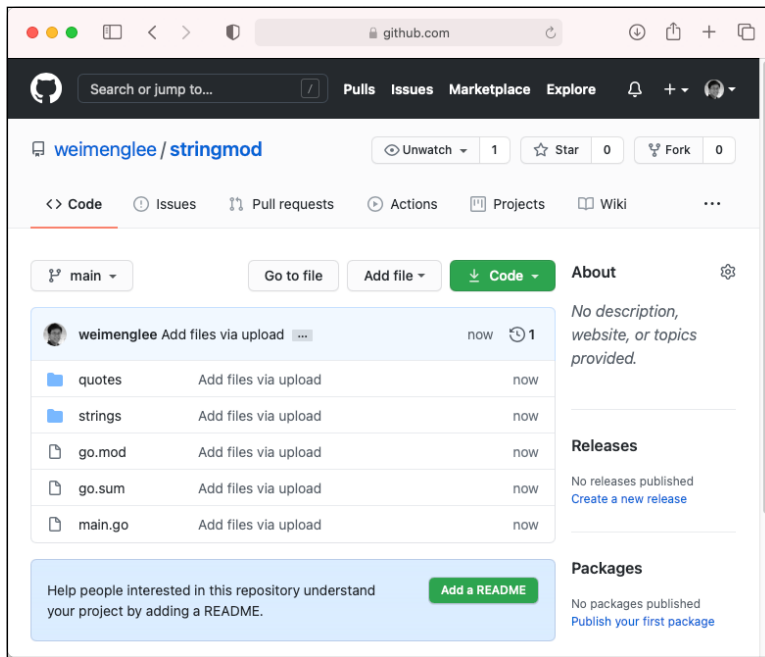 github.com
Search or jump to... /
Pulls Issues Marketplace Explore
weimenglee / stringmod
Unwatch 1 Star 0 Fork 0
Code Issues Pull requests Actions Projects Wiki ...
main Go to file Add file Code
weimenglee Add files via upload ... now 1
quotes Add files via upload now
strings Add files via upload now
go.mod Add files via upload now
go.sum Add files via upload now
main.go Add files via upload now
Help people interested in this repository understand
your project by adding a README.
Add a README
About
No description,
website, or topics
provided.
Releases
No releases published
Create a new release
Packages
No packages published
Publish your first package